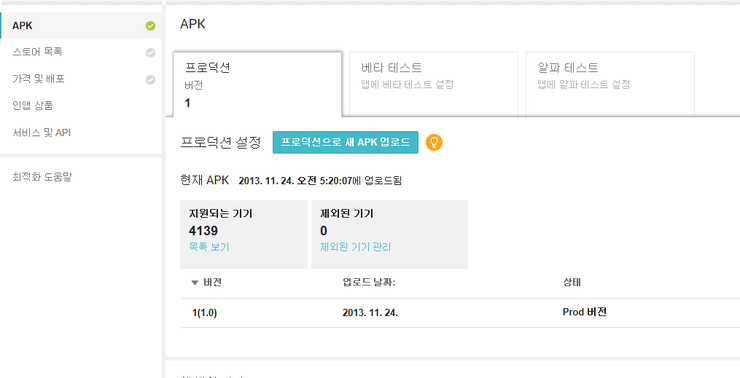 APK
스토어 목록
가격 및 배포
인앱 상품
서비스 및 API
최적화 도움말
APK
프로덕션
버전
1
베타 테스트
앱에 베타 테스트 설정
알파 테스트
앱에 알파 테스트 설정
프로덕션 설정
프로덕션으로 새 APK 업로드
현재 APK 2013. 11. 24. 오전 5:20:07에 업로드됨
지원되는 기기
4139
목록 보기
제외된 기기
0
제외된 기기 관리
버전 업로드 날짜: 상태
1(1.0) 2013. 11. 24. Prod 버전